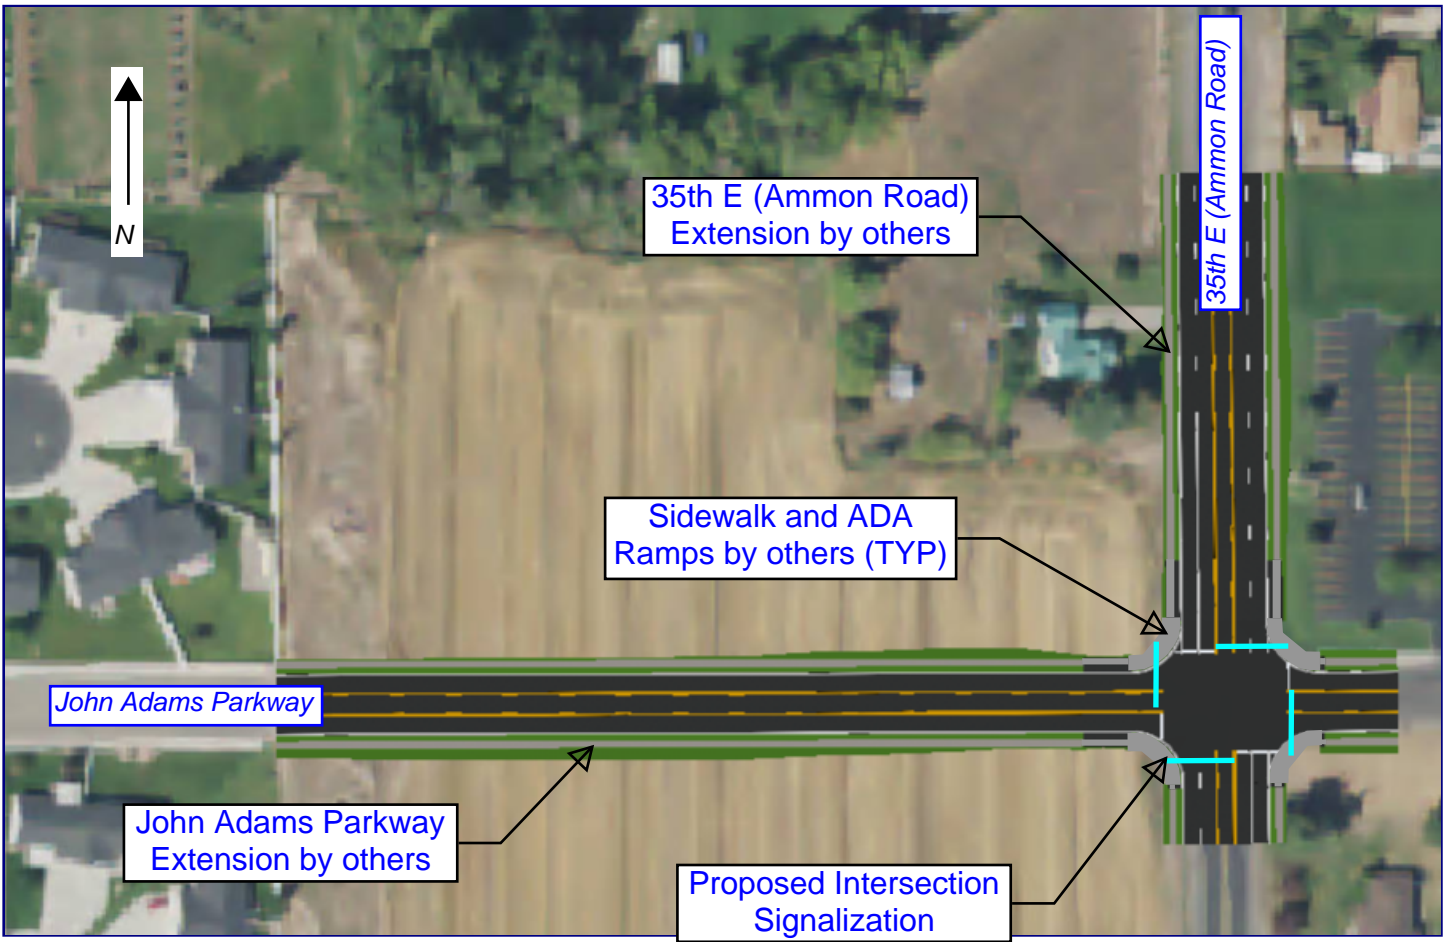 35th E (Ammon Road)
35th E (Ammon Road)
Extension by others
N
Sidewalk and ADA
Ramps by others (TYP)
John Adams Parkway
John Adams Parkway
Extension by others
Proposed Intersection
Signalization